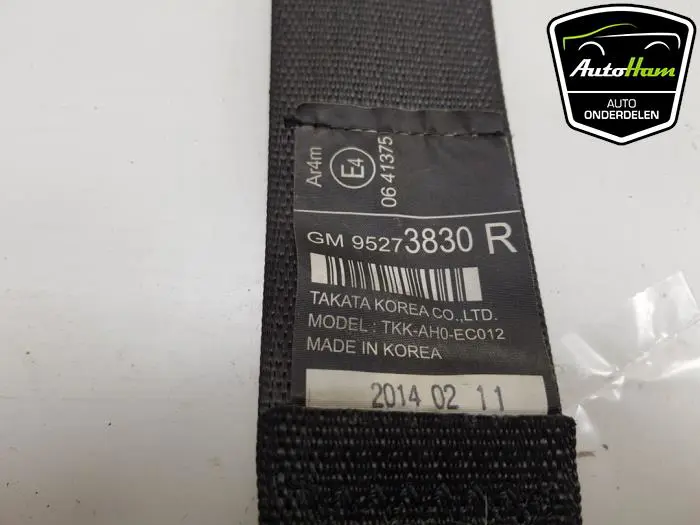 AutoHam
AUTO
ONDERDELEN
Ar4m
E4
06 41375
GM 95273830 R
TAKATA KOREA CO.,LTD.
MODEL : TKK-AH0-EC012
MADE IN KOREA
2014 02 11